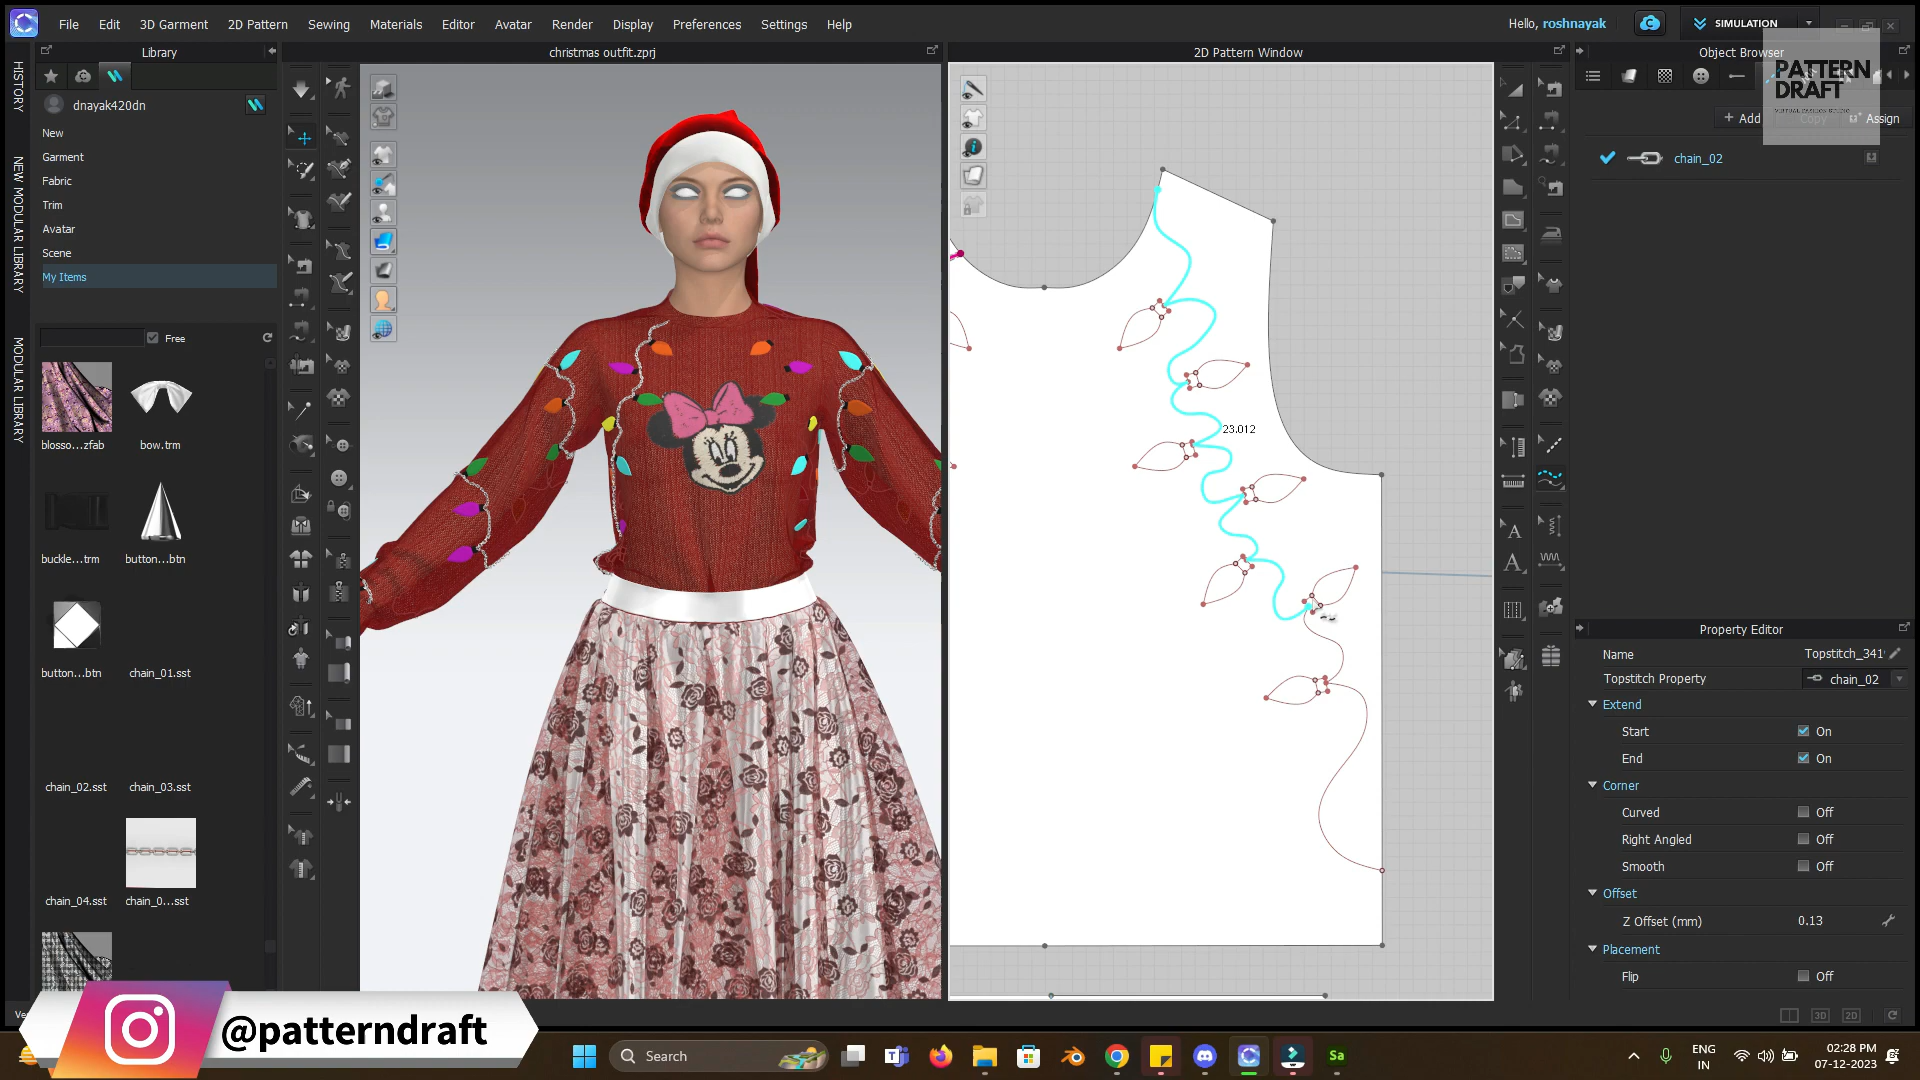 File Edit 3D Garment 2D Pattern Sewing Materials Editor Avatar Render Display Preferences Settings Help
Hello, roshnayak
SIMULATION
Library
christmas outfit.zprj
2D Pattern Window
Object Browser
PATTERN
DRAFT
HISTORY
NEW MODULAR LIBRARY
MODULAR LIBRARY
dnayak420dn
New
Garment
Fabric
Trim
Avatar
Scene
My Items
Free
blosso...zfab
bow.trm
buckle...trm
button...btn
button...btn
chain_01.sst
chain_02.sst
chain_03.sst
chain_04.sst
chain_0...sst
23.012
+ Add
Copy
Assign
chain_02
Property Editor
Name
Topstitch_341
Topstitch Property
chain_02
Extend
Start
On
End
On
Corner
Curved
Off
Right Angled
Off
Smooth
Off
Offset
Z Offset (mm)
0.13
Placement
Flip
Off
3D
2D
@patterndraft
Search
Sa
ENG
IN
02:28 PM
07-12-2023